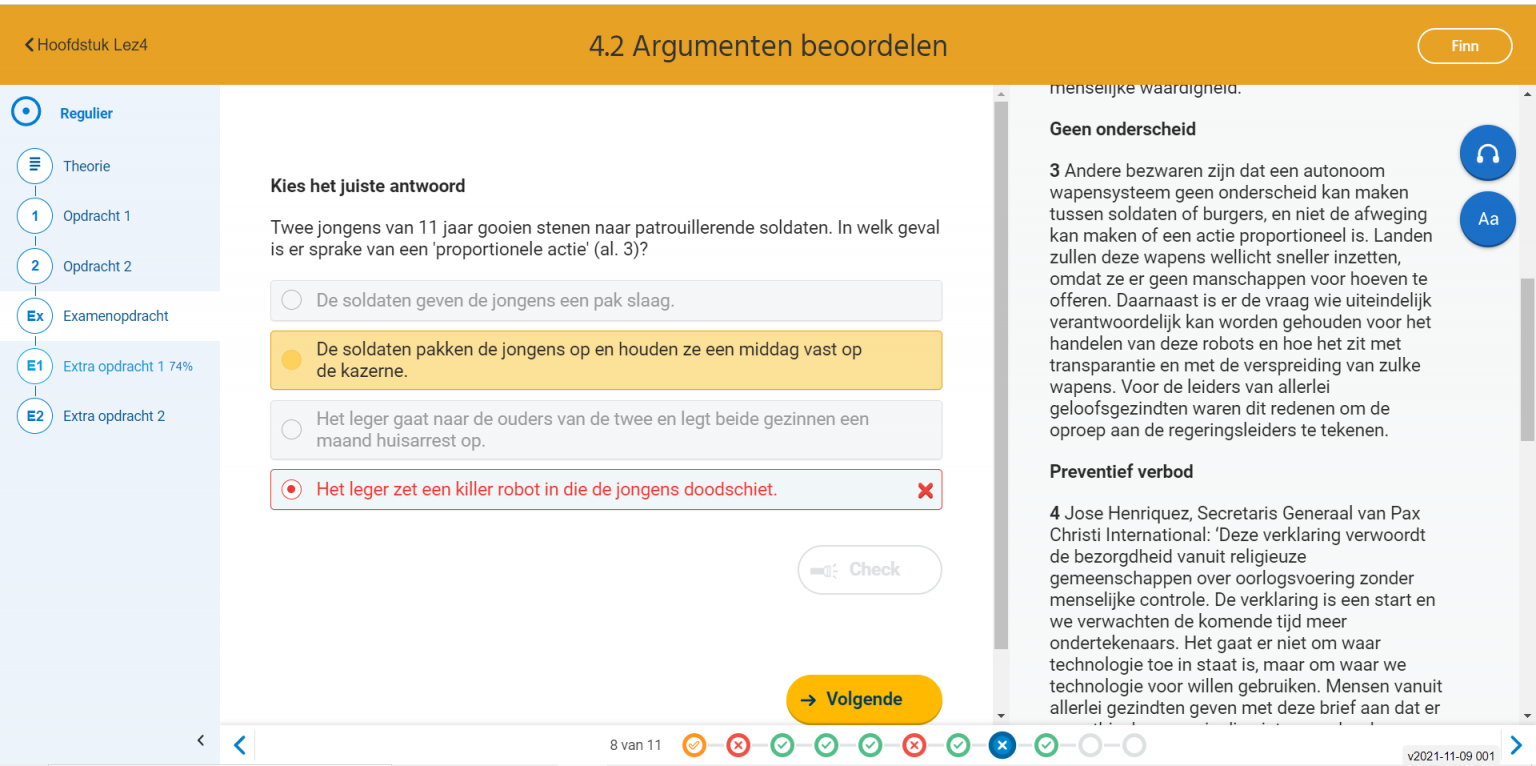 Hoofdstuk Lez4
4.2 Argumenten beoordelen
Finn
Regulier
Theorie
1 Opdracht 1
2 Opdracht 2
Ex Examenopdracht
E1 Extra opdracht 1 74%
E2 Extra opdracht 2
Kies het juiste antwoord
Twee jongens van 11 jaar gooien stenen naar patrouillerende soldaten. In welk geval
is er sprake van een 'proportionele actie' (al. 3)?
De soldaten geven de jongens een pak slaag.
De soldaten pakken de jongens op en houden ze een middag vast op
de kazerne.
Het leger gaat naar de ouders van de twee en legt beide gezinnen een
maand huisarrest op.
Het leger zet een killer robot in die de jongens doodschiet.
Check
Volgende
8 van 11
menselijke waardigheid.
Geen onderscheid
3 Andere bezwaren zijn dat een autonoom
wapensysteem geen onderscheid kan maken
tussen soldaten of burgers, en niet de afweging
kan maken of een actie proportioneel is. Landen
zullen deze wapens wellicht sneller inzetten,
omdat ze er geen manschappen voor hoeven te
offeren. Daarnaast is er de vraag wie uiteindelijk
verantwoordelijk kan worden gehouden voor het
handelen van deze robots en hoe het zit met
transparantie en met de verspreiding van zulke
wapens. Voor de leiders van allerlei
geloofsgezindten waren dit redenen om de
oproep aan de regeringsleiders te tekenen.
Preventief verbod
4 Jose Henriquez, Secretaris Generaal van Pax
Christi International: 'Deze verklaring verwoordt
de bezorgdheid vanuit religieuze
gemeenschappen over oorlogsvoering zonder
menselijke controle. De verklaring is een start en
we verwachten de komende tijd meer
ondertekenaars. Het gaat er niet om waar
technologie toe in staat is, maar om waar we
technologie voor willen gebruiken. Mensen vanuit
allerlei gezindten geven met deze brief aan dat er
Aa
v2021-11-09 001